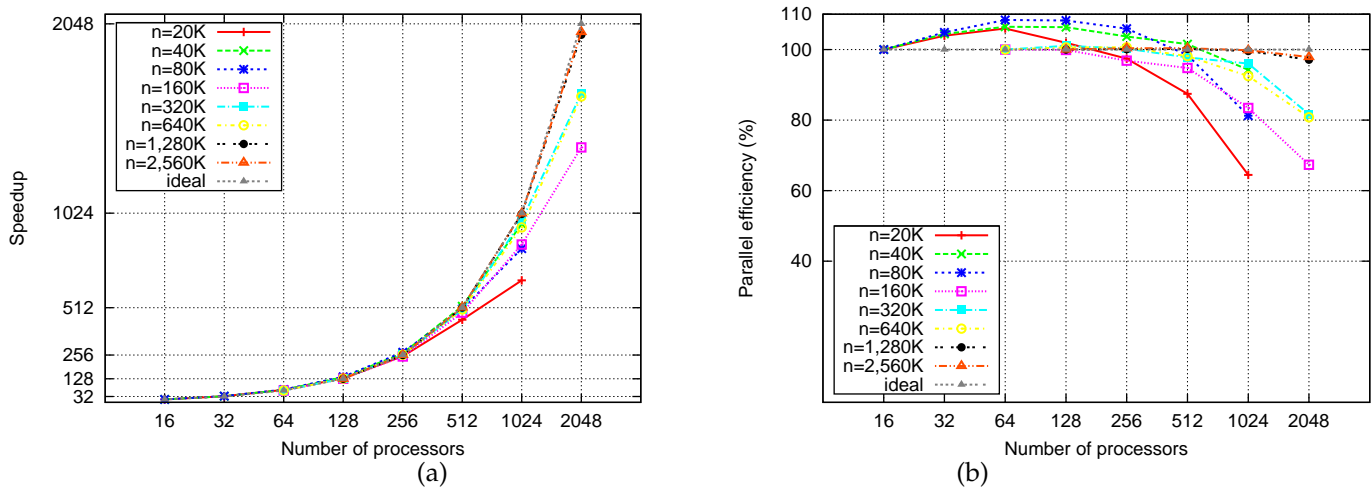 2048
1024
512
256
128
32
Speedup
n=20K
n=40K
n=80K
n=160K
n=320K
n=640K
n=1,280K
n=2,560K
ideal
16 32 64 128 256 512 1024 2048
Number of processors
(a)
110
100
80
60
40
Parallel efficiency (%)
n=20K
n=40K
n=80K
n=160K
n=320K
n=640K
n=1,280K
n=2,560K
ideal
16 32 64 128 256 512 1024 2048
Number of processors
(b)